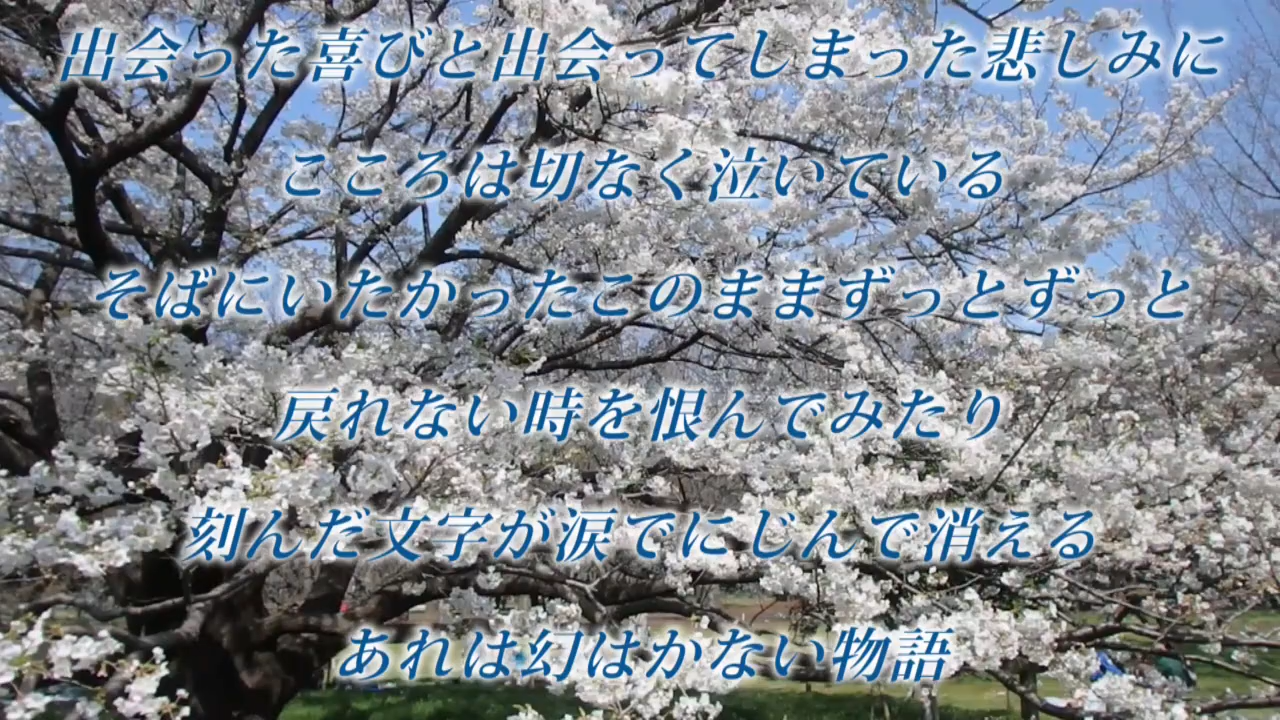 出会った喜びと出会ってしまった悲しみに
こころは切なく泣いている
そばにいたかったこのままずっとずっと
戻れない時を恨んでみたり
刻んだ文字が涙でにじんで消える
あれは幻はかない物語